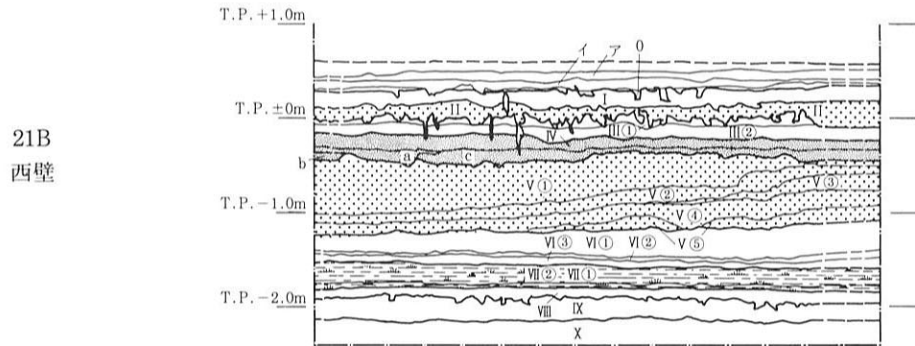 T.P.+1.0m
イ ア 0
I
T.P.±0m
II II
IV III① III②
21B
西壁
a c
b
V① V② V③
T.P.-1.0m
V④
V⑤
VI③ VI① VI②
VII② VII①
T.P.-2.0m
VIII IX
X